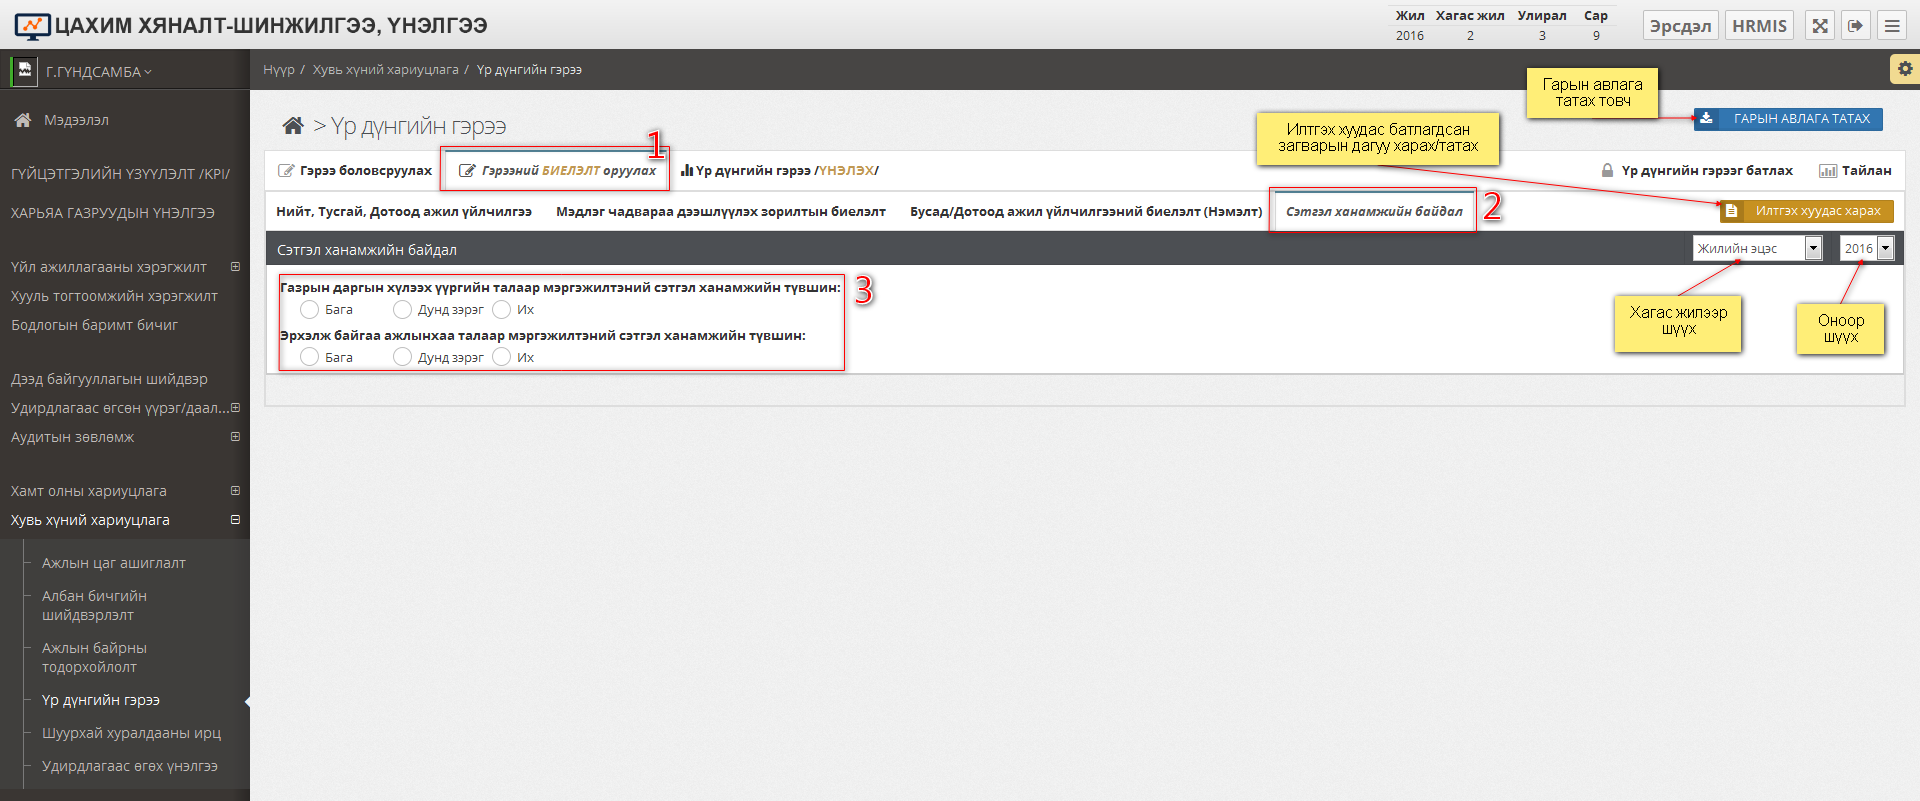 ЦАХИМ ХЯНАЛТ-ШИНЖИЛГЭЭ, ҮНЭЛГЭЭ
Жил Хагас жил Улирал Сар
2016 2 3 9
Эрсдэл HRMIS
Г.ГҮНДСАМБА
Нүүр / Хувь хүний хариуцлага / Үр дүнгийн гэрээ
Мэдээлэл
ГҮЙЦЭТГЭЛИЙН ҮЗҮҮЛЭЛТ /KPI/
ХАРЬЯА ГАЗРУУДЫН ҮНЭЛГЭЭ
Үйл ажиллагааны хэрэгжилт
Хууль тогтоомжийн хэрэгжилт
Бодлогын баримт бичиг
Дээд байгууллагын шийдвэр
Удирдлагаас өгсөн үүрэг/даал...
Аудитын зөвлөмж
Хамт олны хариуцлага
Хувь хүний хариуцлага
Ажлын цаг ашиглалт
Албан бичгийн
шийдвэрлэлт
Ажлын байрны
тодорхойлолт
Үр дүнгийн гэрээ
Шуурхай хуралдааны ирц
Удирдлагаас өгөх үнэлгээ
> Үр дүнгийн гэрээ
Гарын авлага
татах товч
ГАРЫН АВЛАГА ТАТАХ
Илтгэх хуудас батлагдсан
загварын дагуу харах/татах
1
Гэрээ боловсруулах
Гэрээний БИЕЛЭЛТ оруулах
Үр дүнгийн гэрээ /ҮНЭЛЭХ/
Үр дүнгийн гэрээг батлах
Тайлан
Нийт, Тусгай, Дотоод ажил үйлчилгээ
Мэдлэг чадвараа дээшлүүлэх зорилтын биелэлт
Бусад/Дотоод ажил үйлчилгээний биелэлт (Нэмэлт)
Сэтгэл ханамжийн байдал
2
Илтгэх хуудас харах
Сэтгэл ханамжийн байдал
Жилийн эцэс
2016
3
Газрын даргын хүлээх үүргийн талаар мэргэжилтэний сэтгэл ханамжийн түвшин:
Бага Дунд зэрэг Их
Эрхэлж байгаа ажлынхаа талаар мэргэжилтэний сэтгэл ханамжийн түвшин:
Бага Дунд зэрэг Их
Хагас жилээр
шүүх
Оноор
шүүх